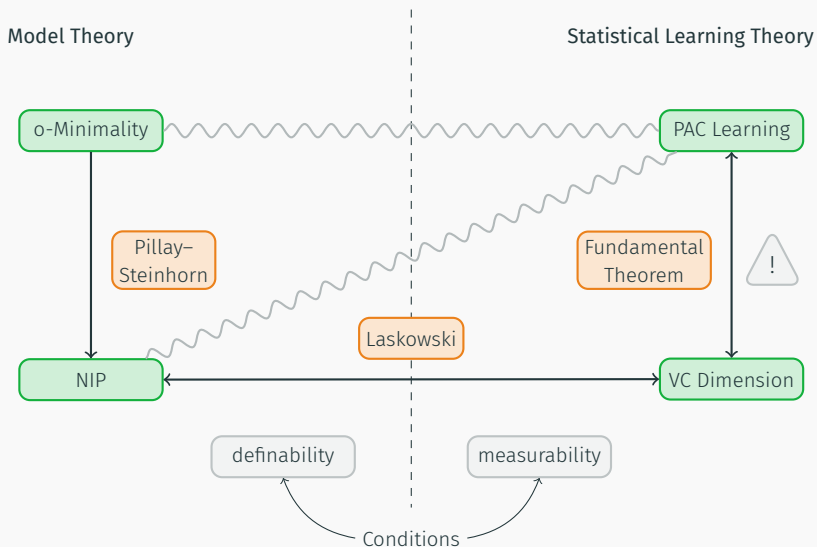 Model Theory
Statistical Learning Theory
o-Minimality
PAC Learning
Pillay–
Steinhorn
Fundamental
Theorem
!
Laskowski
NIP
VC Dimension
definability
measurability
Conditions